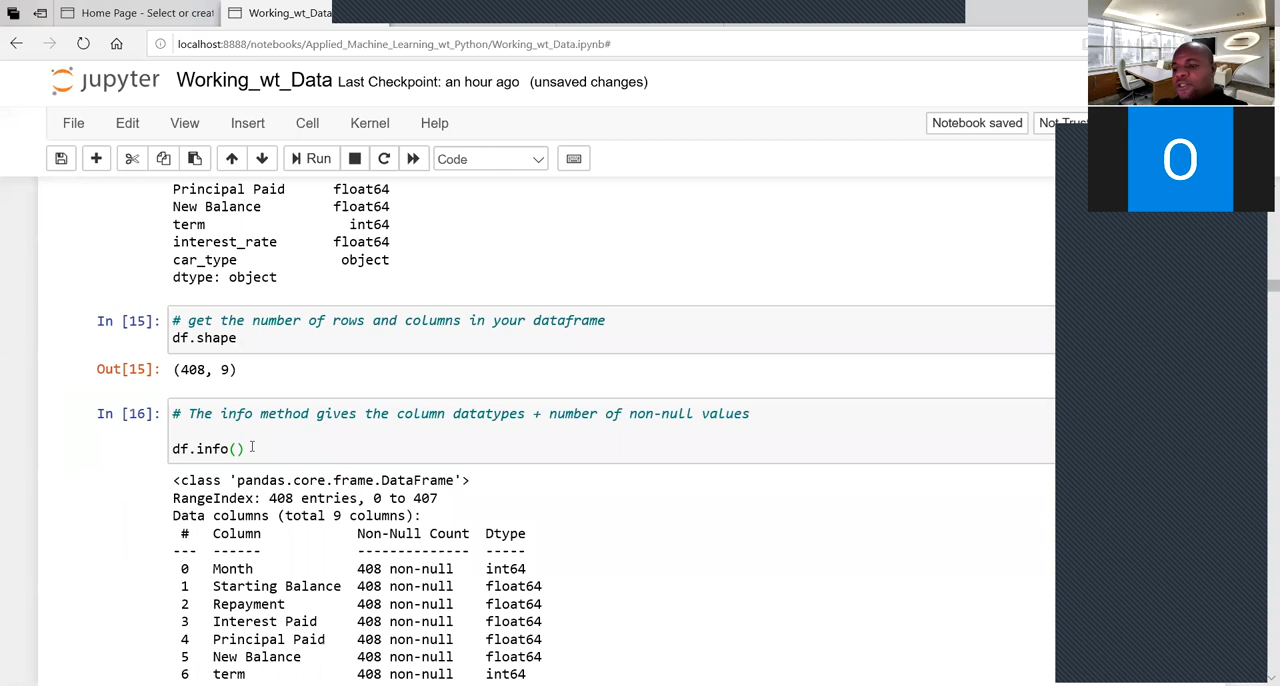 Home Page - Select or creat
Working_wt_Data
localhost:8888/notebooks/Applied_Machine_Learning_wt_Python/Working_wt_Data.ipynb#
jupyter Working_wt_Data Last Checkpoint: an hour ago (unsaved changes)
File Edit View Insert Cell Kernel Help
Notebook saved Not Trust
Run Code
Principal Paid float64
New Balance float64
term int64
interest_rate float64
car_type object
dtype: object
In [15]: # get the number of rows and columns in your dataframe
df.shape
Out[15]: (408, 9)
In [16]: # The info method gives the column datatypes + number of non-null values
df.info()
<class 'pandas.core.frame.DataFrame'>
RangeIndex: 408 entries, 0 to 407
Data columns (total 9 columns):
# Column Non-Null Count Dtype
--- ------ -------------- -----
0 Month 408 non-null int64
1 Starting Balance 408 non-null float64
2 Repayment 408 non-null float64
3 Interest Paid 408 non-null float64
4 Principal Paid 408 non-null float64
5 New Balance 408 non-null float64
6 term 408 non-null int64
O